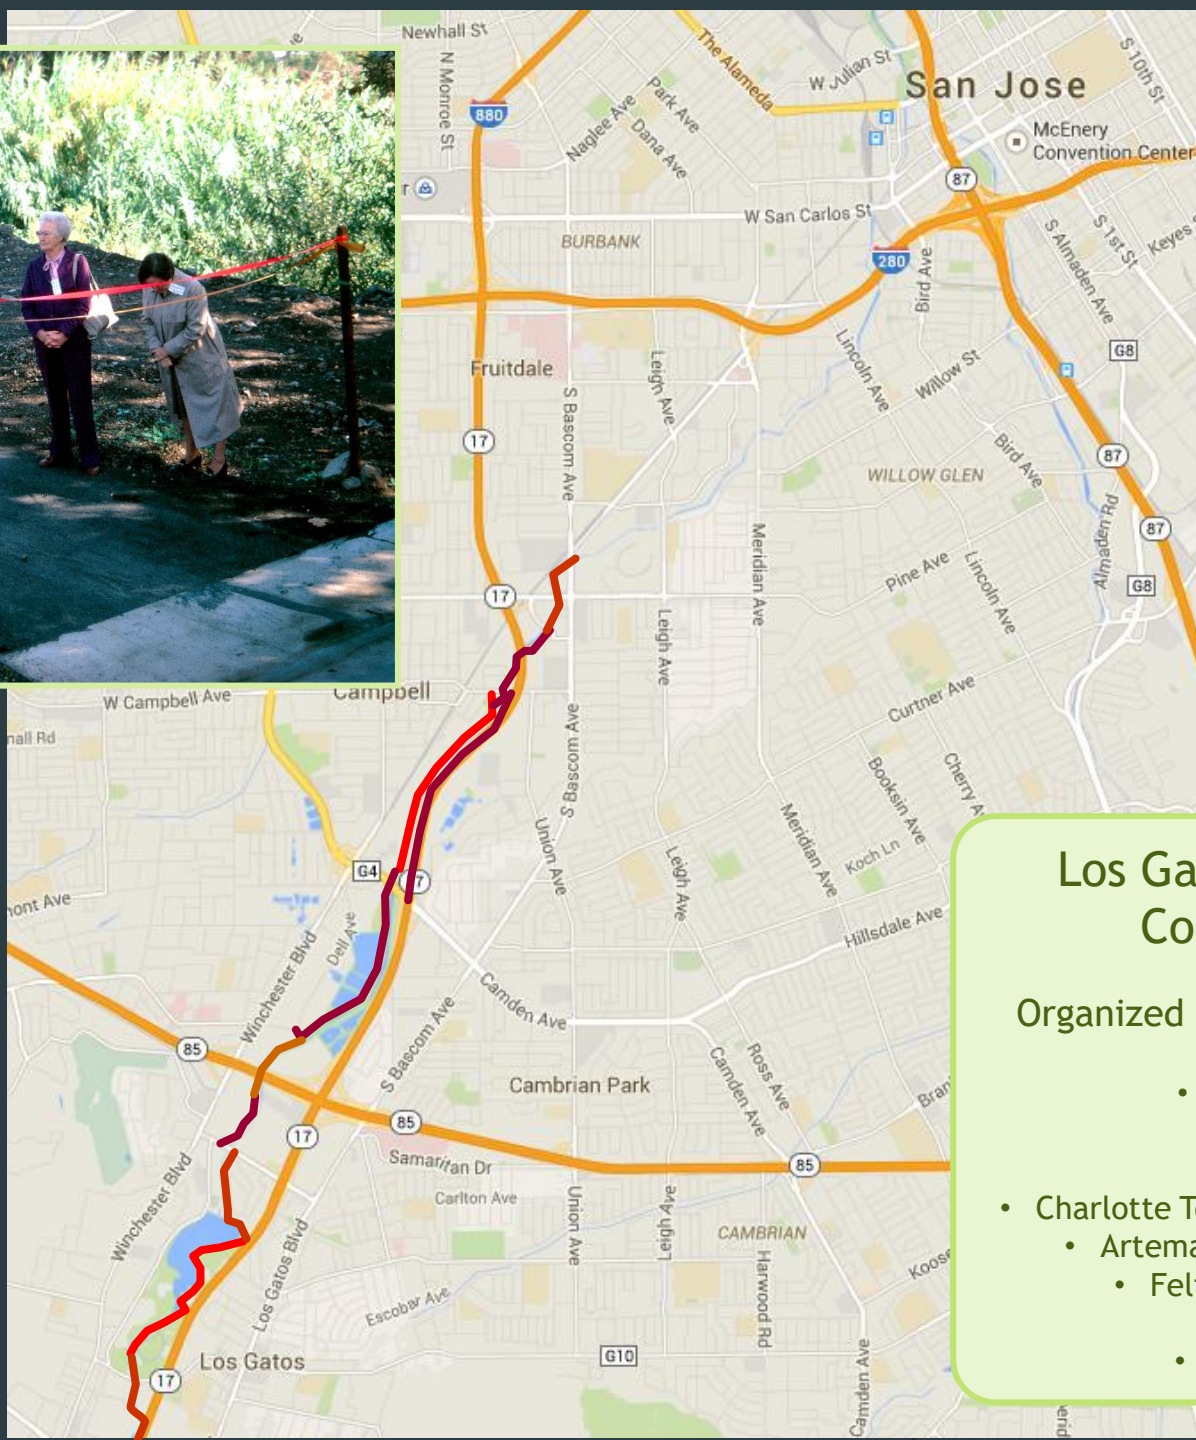 Newhall St
N Monroe St
880
Naglee Ave
Park Ave
Dana Ave
The Alameda
W Julian St
San Jose
S 10th St
McEnery
Convention Center
87
W San Carlos St
BURBANK
280
Bird Ave
S Almaden Ave
S 1st St
Keyes
Fruitdale
S Bascom Ave
Leigh Ave
Lincoln Ave
Willow St
G8
17
WILLOW GLEN
Bird Ave
87
Almaden Rd
87
Meridian Ave
Pine Ave
Lincoln Ave
G8
17
Leigh Ave
W Campbell Ave
Campbell
Curtner Ave
S Bascom Ave
Booksin Ave
Cherry A
Union Ave
Meridian Ave
Koch Ln
G4
Leigh Ave
Hillsdale Ave
Dell Ave
Winchester Blvd
Camden Ave
85
S Bascom Ave
Cambrian Park
Camden Ave
Ross Ave
Bran
85
17
Samaritan Dr
85
Carlton Ave
Union Ave
Leigh Ave
CAMBRIAN
Winchester Blvd
Los Gatos Blvd
Harwood Rd
Koos
Escobar Ave
Los Gatos
G10
17
Camden Ave
Los Ga
Co
Organized
•
• Charlotte T
• Artema
• Fel
•